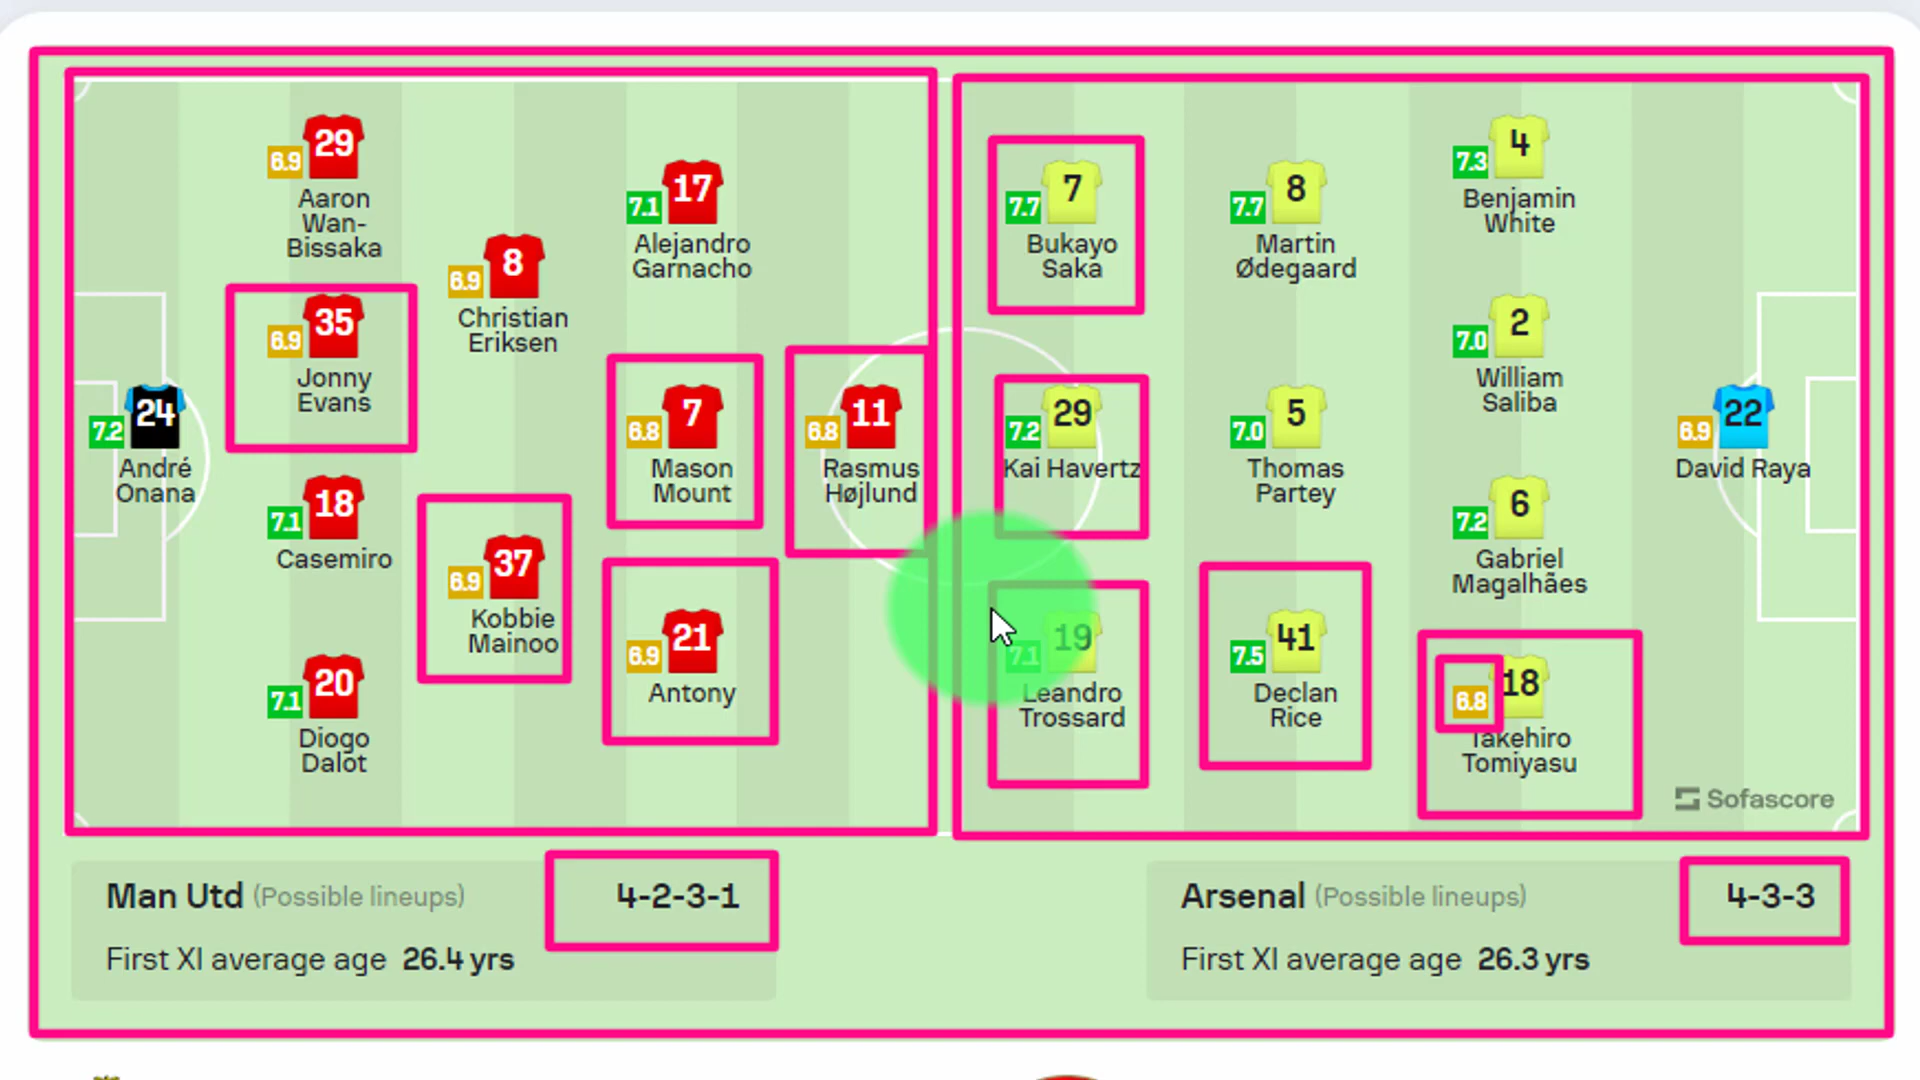 29
6.9
Aaron
Wan-
Bissaka
17
7.1
Alejandro
Garnacho
8
6.9
Christian
Eriksen
35
6.9
Jonny
Evans
24
7.2
André
Onana
7
6.8
Mason
Mount
11
6.8
Rasmus
Højlund
18
7.1
Casemiro
37
6.9
Kobbie
Mainoo
21
6.9
Antony
20
7.1
Diogo
Dalot
7
7.7
Bukayo
Saka
8
7.7
Martin
Ødegaard
4
7.3
Benjamin
White
2
7.0
William
Saliba
29
7.2
Kai Havertz
5
7.0
Thomas
Partey
22
6.9
David Raya
6
7.2
Gabriel
Magalhães
19
7.1
Leandro
Trossard
41
7.5
Declan
Rice
18
6.8
Takehiro
Tomiyasu
Sofascore
Man Utd (Possible lineups) 4-2-3-1
First XI average age 26.4 yrs
Arsenal (Possible lineups) 4-3-3
First XI average age 26.3 yrs